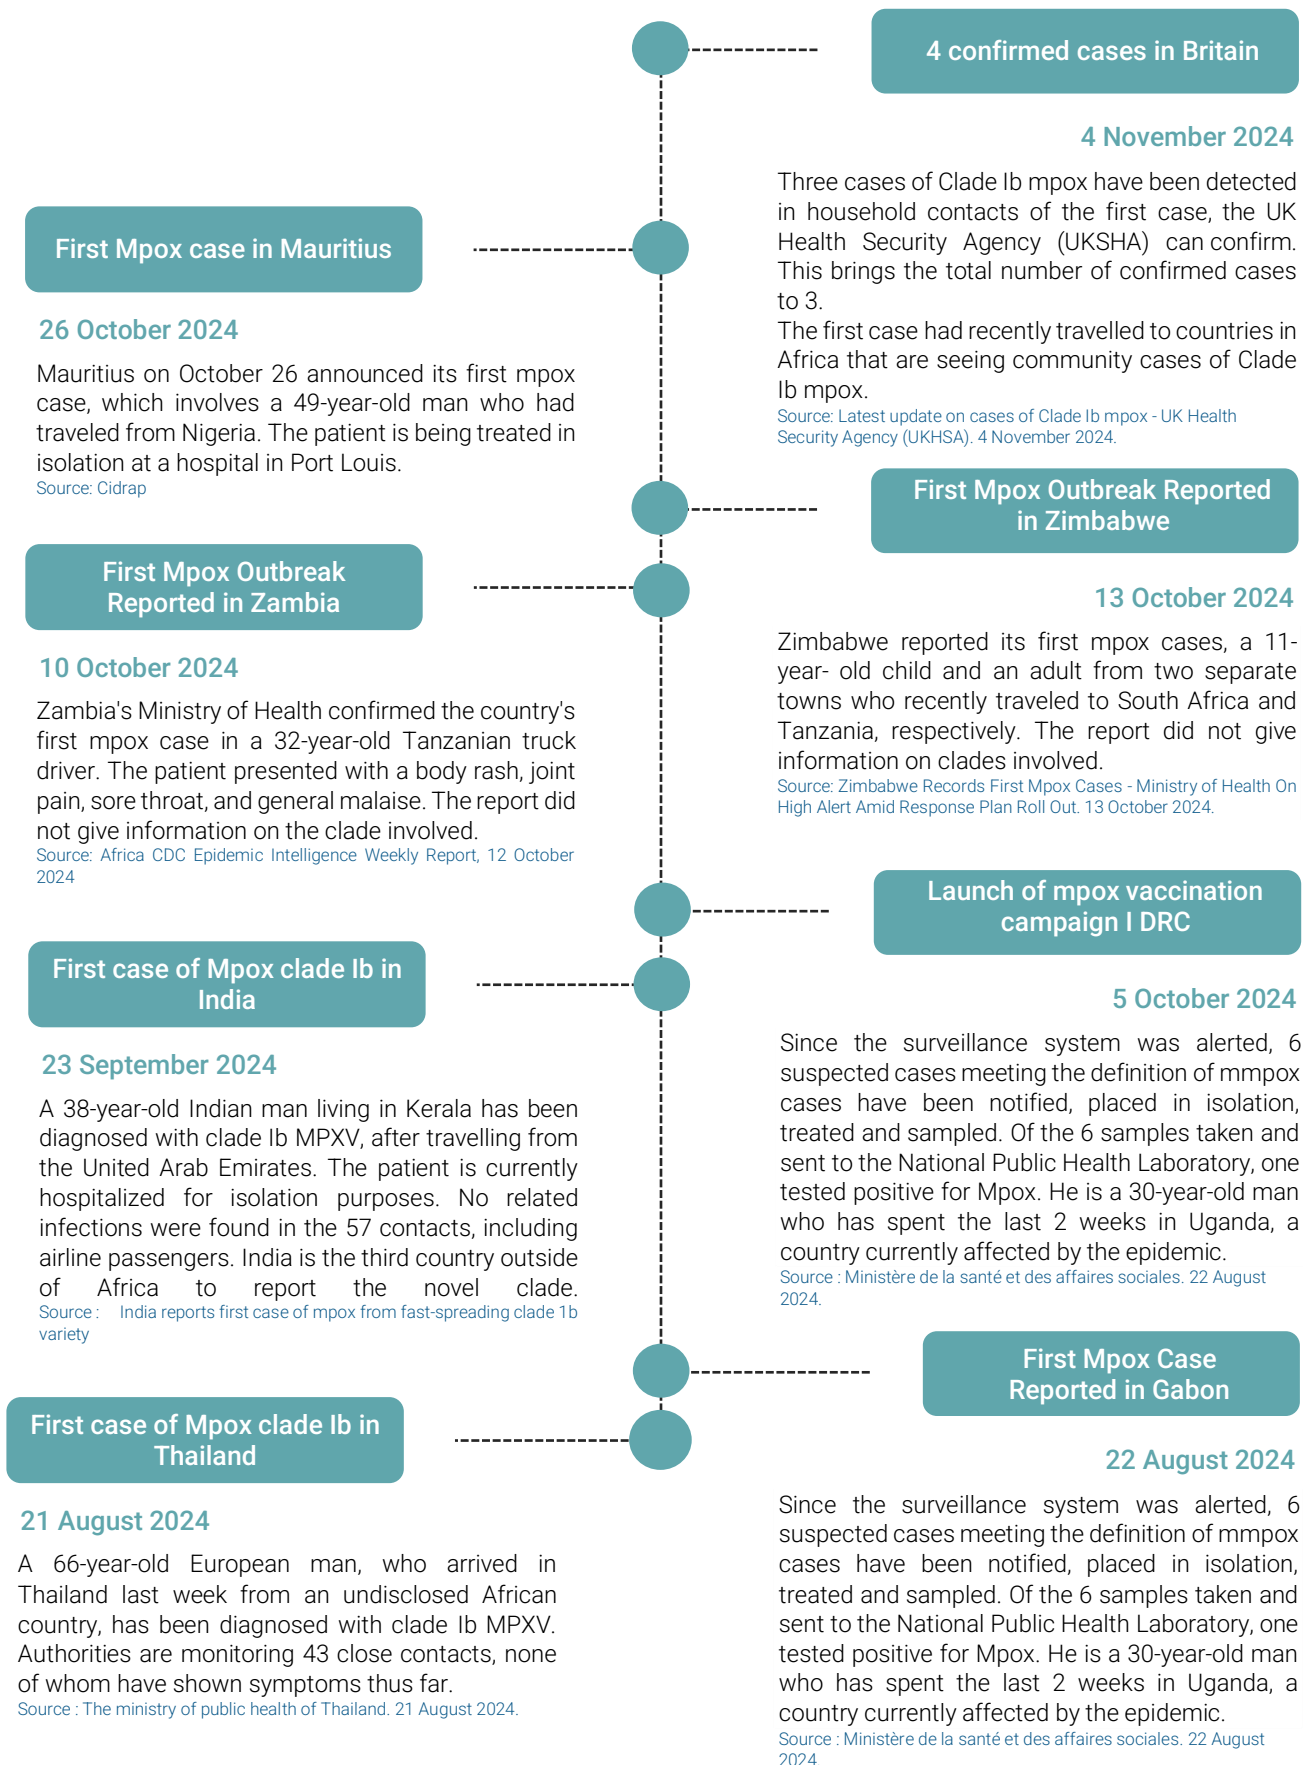 4 confirmed cases in Britain
4 November 2024
Three cases of Clade Ib mpox have been detected
in household contacts of the first case, the UK
Health Security Agency (UKSHA) can confirm.
This brings the total number of confirmed cases
to 3.
The first case had recently travelled to countries in
Africa that are seeing community cases of Clade
Ib mpox.
Source: Latest update on cases of Clade Ib mpox - UK Health
Security Agency (UKHSA). 4 November 2024.
First Mpox case in Mauritius
26 October 2024
Mauritius on October 26 announced its first mpox
case, which involves a 49-year-old man who had
traveled from Nigeria. The patient is being treated in
isolation at a hospital in Port Louis.
Source: Cidrap
First Mpox Outbreak Reported
in Zimbabwe
13 October 2024
Zimbabwe reported its first mpox cases, a 11-
year- old child and an adult from two separate
towns who recently traveled to South Africa and
Tanzania, respectively. The report did not give
information on clades involved.
Source: Zimbabwe Records First Mpox Cases - Ministry of Health On
High Alert Amid Response Plan Roll Out. 13 October 2024.
First Mpox Outbreak
Reported in Zambia
10 October 2024
Zambia's Ministry of Health confirmed the country's
first mpox case in a 32-year-old Tanzanian truck
driver. The patient presented with a body rash, joint
pain, sore throat, and general malaise. The report did
not give information on the clade involved.
Source: Africa CDC Epidemic Intelligence Weekly Report, 12 October
2024
Launch of mpox vaccination
campaign I DRC
5 October 2024
Since the surveillance system was alerted, 6
suspected cases meeting the definition of mmpox
cases have been notified, placed in isolation,
treated and sampled. Of the 6 samples taken and
sent to the National Public Health Laboratory, one
tested positive for Mpox. He is a 30-year-old man
who has spent the last 2 weeks in Uganda, a
country currently affected by the epidemic.
Source : Ministère de la santé et des affaires sociales. 22 August
2024.
First case of Mpox clade Ib in
India
23 September 2024
A 38-year-old Indian man living in Kerala has been
diagnosed with clade Ib MPXV, after travelling from
the United Arab Emirates. The patient is currently
hospitalized for isolation purposes. No related
infections were found in the 57 contacts, including
airline passengers. India is the third country outside
of Africa to report the novel clade.
Source : India reports first case of mpox from fast-spreading clade 1b
variety
First Mpox Case
Reported in Gabon
22 August 2024
Since the surveillance system was alerted, 6
suspected cases meeting the definition of mmpox
cases have been notified, placed in isolation,
treated and sampled. Of the 6 samples taken and
sent to the National Public Health Laboratory, one
tested positive for Mpox. He is a 30-year-old man
who has spent the last 2 weeks in Uganda, a
country currently affected by the epidemic.
Source : Ministère de la santé et des affaires sociales. 22 August
2024
First case of Mpox clade Ib in
Thailand
21 August 2024
A 66-year-old European man, who arrived in
Thailand last week from an undisclosed African
country, has been diagnosed with clade Ib MPXV.
Authorities are monitoring 43 close contacts, none
of whom have shown symptoms thus far.
Source : The ministry of public health of Thailand. 21 August 2024.